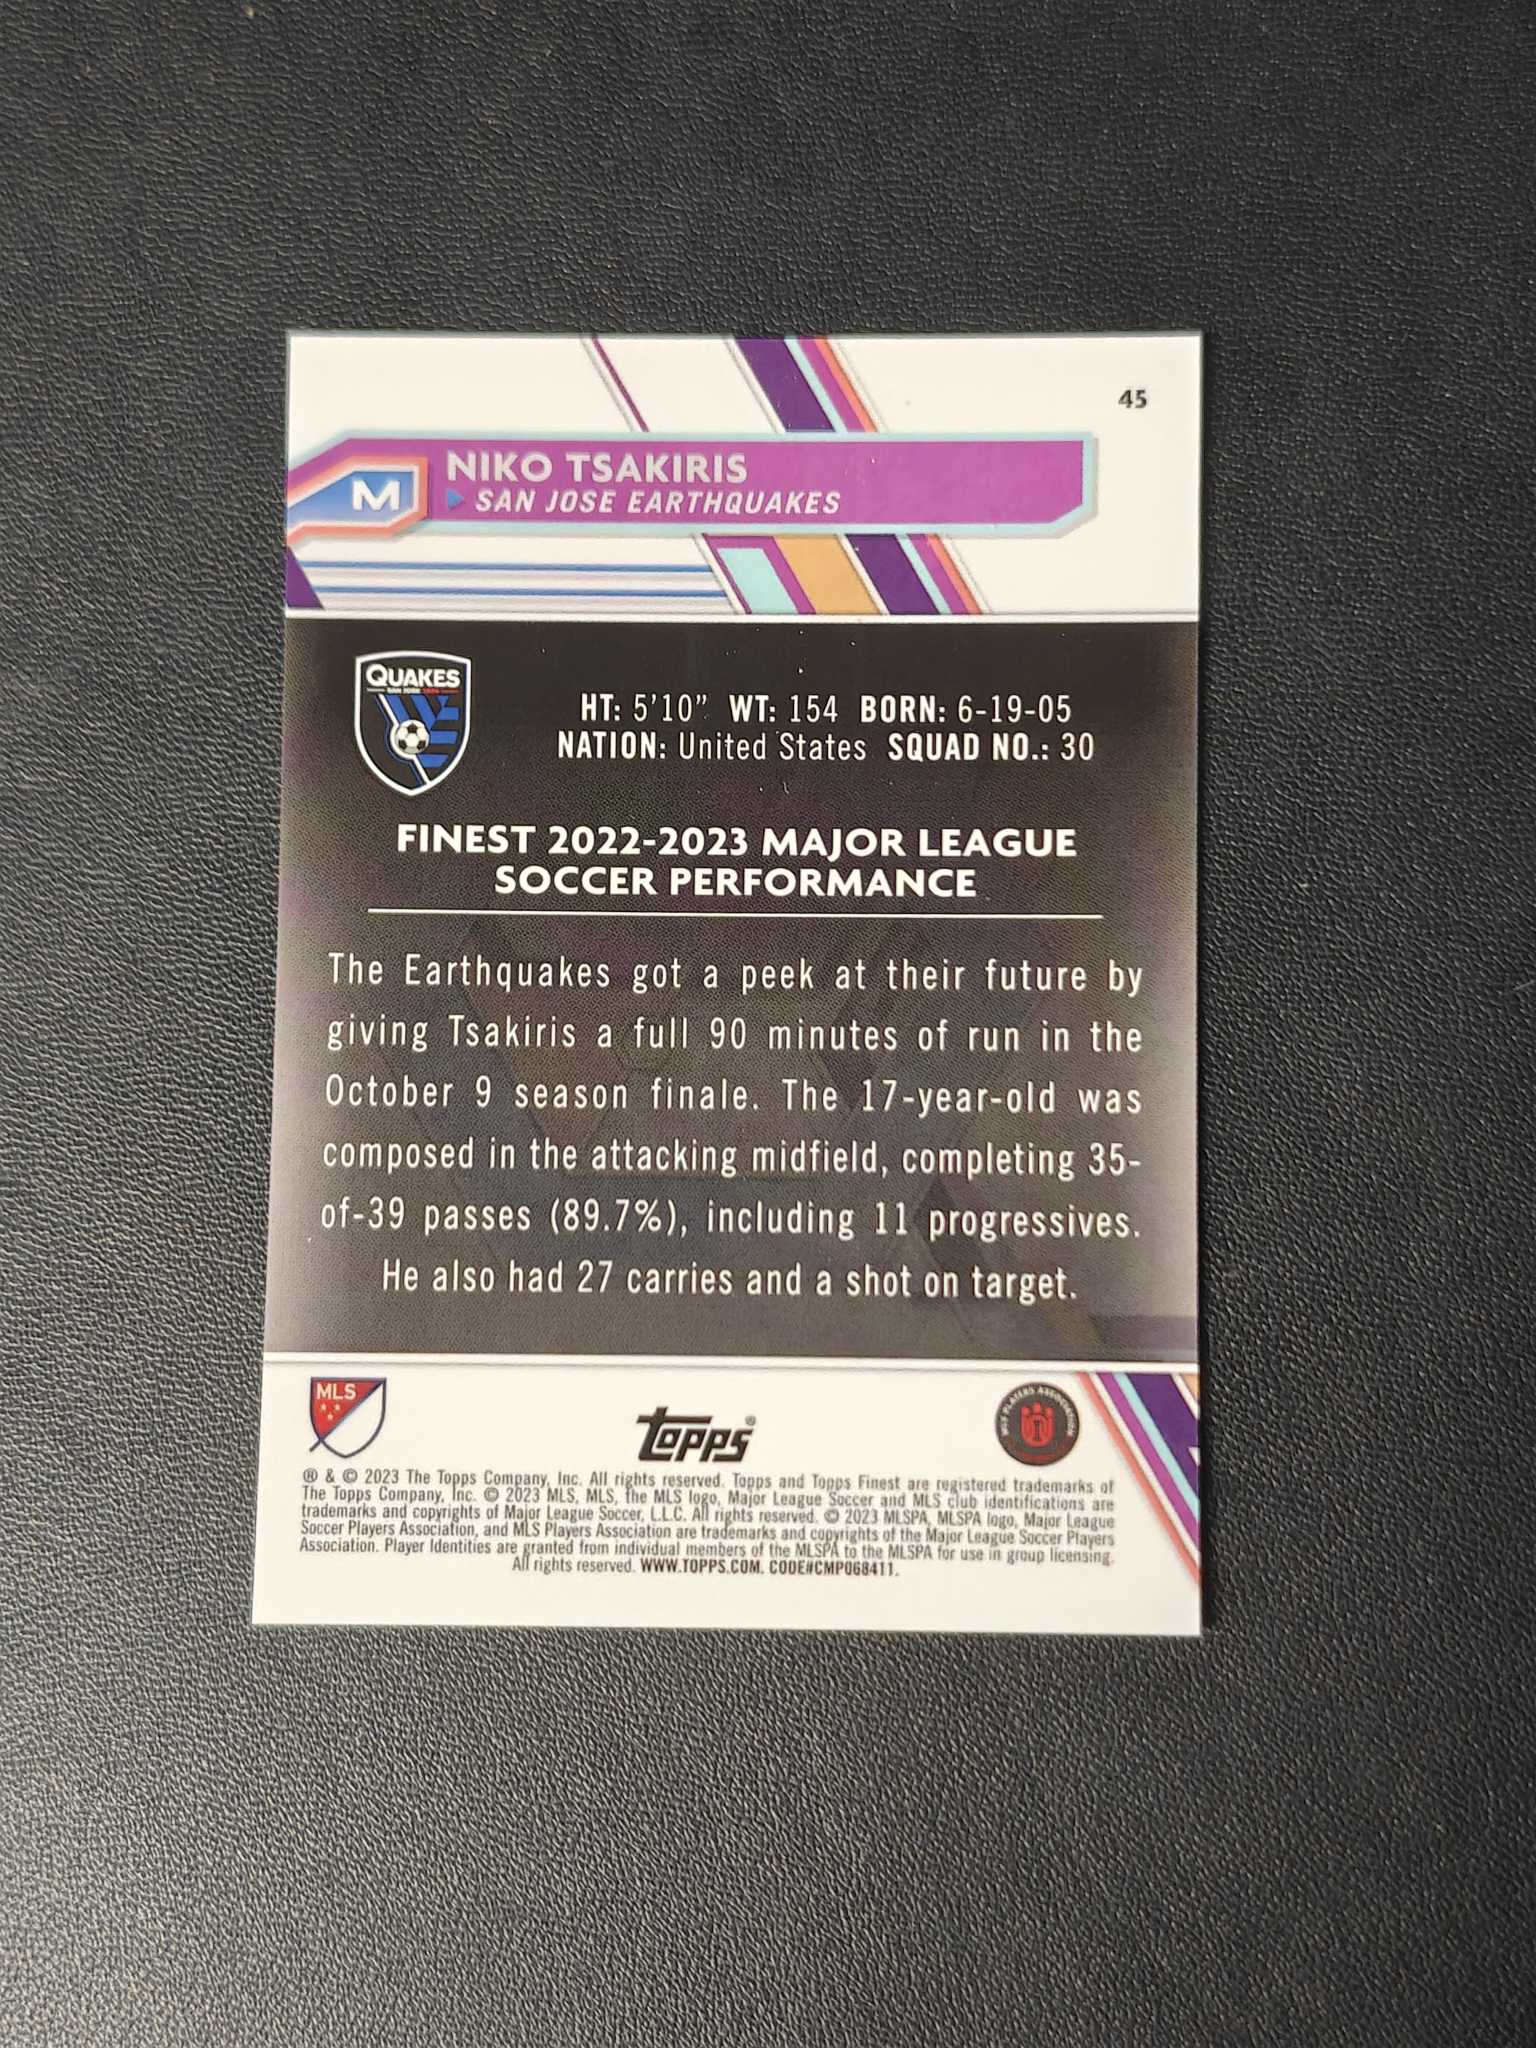 45
NIKO TSAKIRIS
M
SAN JOSE EARTHQUAKES
QUAKES
HT: 5'10" WT: 154 BORN: 6-19-05
NATION: United States SQUAD NO.: 30
FINEST 2022-2023 MAJOR LEAGUE
SOCCER PERFORMANCE
The Earthquakes got a peek at their future by
giving Tsakiris a full 90 minutes of run in the
October 9 season finale. The 17-year-old was
composed in the attacking midfield, completing 35-
of-39 passes (89.7%), including 11 progressives.
He also had 27 carries and a shot on target.
MLS
topps®
MLS PLAYERS ASSOCIATION
® & © 2023 The Topps Company, Inc. All rights reserved. Topps and Topps Finest are registered trademarks of
The Topps Company, Inc. © 2023 MLS, MLS, the MLS logo, Major League Soccer and MLS club identifications are
trademarks and copyrights of Major League Soccer, L.L.C. All rights reserved. © 2023 MLSPA, MLSPA logo, Major League
Soccer Players Association, and MLS Players Association are trademarks and copyrights of the Major League Soccer Players
Association. Player Identities are granted from individual members of the MLSPA to the MLSPA for use in group licensing.
All rights reserved. WWW.TOPPS.COM. CODE#CMP068411.